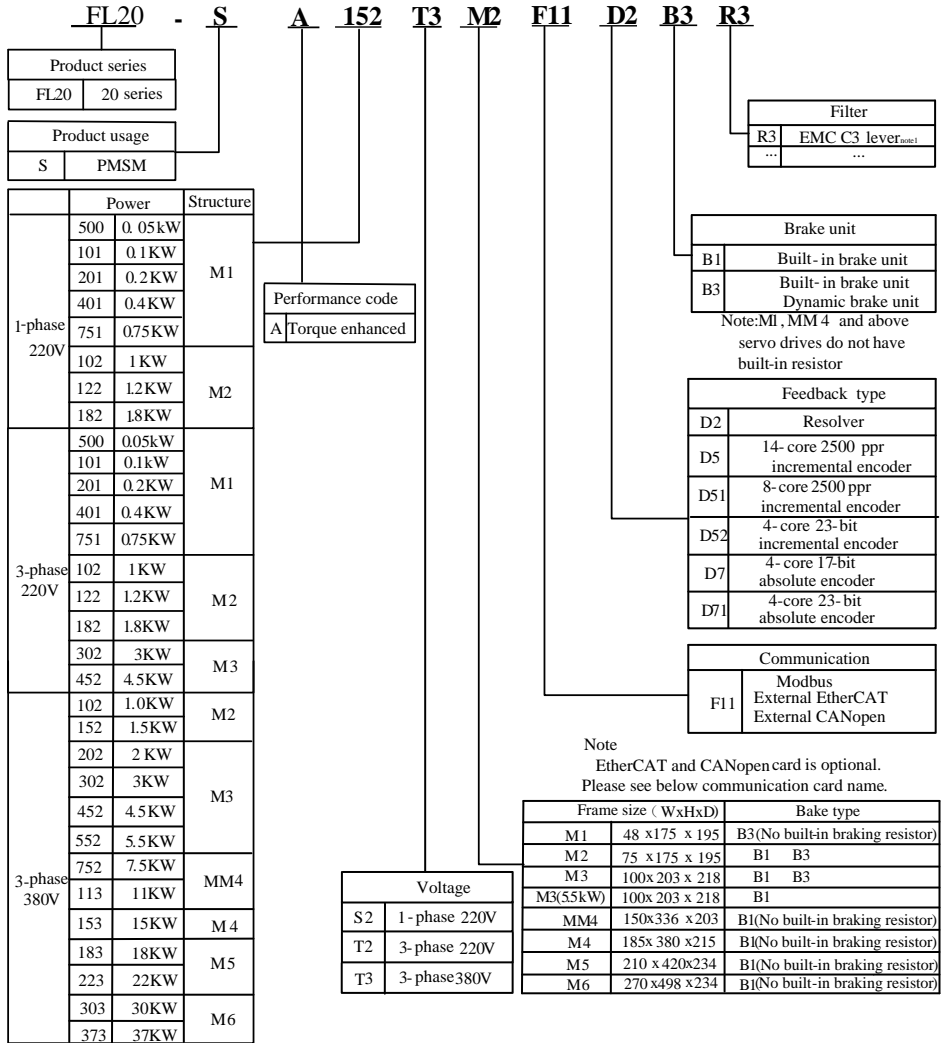 FL20 - S A 152 T3 M2 F11 D2 B3 R3
Product series
FL20 20 series
Product usage
S PMSM
Power Structure
1-phase 220V
500 0.05kW M1
101 0.1KW
201 0.2KW
401 0.4KW
751 0.75KW
102 1KW M2
122 1.2KW
182 1.8KW
3-phase 220V
500 0.05kW M1
101 0.1kW
201 0.2KW
401 0.4KW
751 0.75KW
102 1KW M2
122 1.2KW
182 1.8KW
302 3KW M3
452 4.5KW
3-phase 380V
102 1.0KW M2
152 1.5KW
202 2KW M3
302 3KW
452 4.5KW
552 5.5KW
752 7.5KW MM4
113 11KW
153 15KW M4
183 18KW M5
223 22KW
303 30KW M6
373 37KW
Performance code
A Torque enhanced
Filter
R3 EMC C3 lever note1
... ...
Brake unit
B1 Built-in brake unit
B3 Built-in brake unit
Dynamic brake unit
Note:M1, MM4 and above
servo drives do not have
built-in resistor
Feedback type
D2 Resolver
D5 14-core 2500 ppr
incremental encoder
D51 8-core 2500 ppr
incremental encoder
D52 4-core 23-bit
incremental encoder
D7 4-core 17-bit
absolute encoder
D71 4-core 23-bit
absolute encoder
Communication
F11 Modbus
External EtherCAT
External CANopen
Note
EtherCAT and CANopen card is optional.
Please see below communication card name.
Voltage
S2 1-phase 220V
T2 3-phase 220V
T3 3-phase380V
Frame size (WxHxD) Bake type
M1 48 x175 x 195 B3(No built-in braking resistor)
M2 75 x175 x 195 B1 B3
M3 100x 203 x 218 B1 B3
M3(5.5kW) 100x 203 x 218 B1
MM4 150x336 x203 B1(No built-in braking resistor)
M4 185x 380 x215 B1(No built-in braking resistor)
M5 210 x 420x234 B1(No built-in braking resistor)
M6 270 x498 x234 B1(No built-in braking resistor)